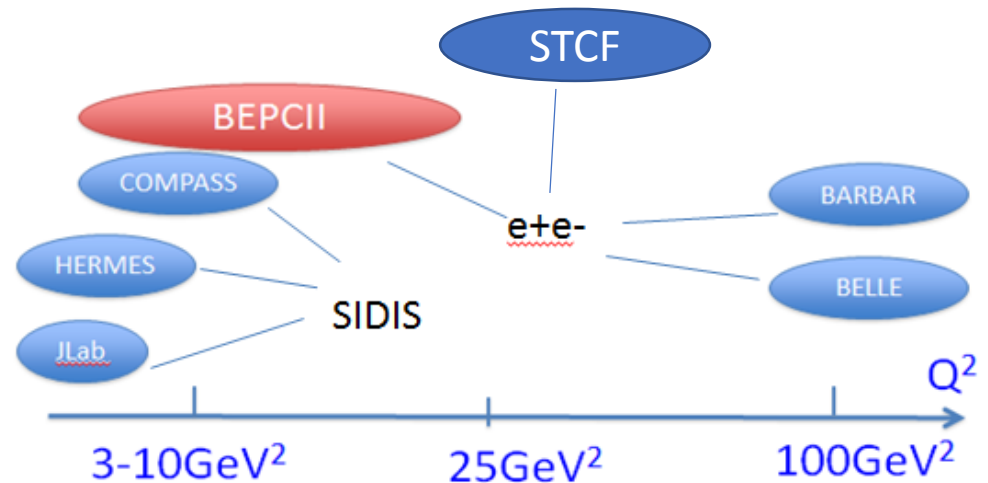 STCF
BEPCII
COMPASS
BARBAR
e+e-
HERMES
BELLE
SIDIS
JLab
Q²
3-10GeV²
25GeV²
100GeV²